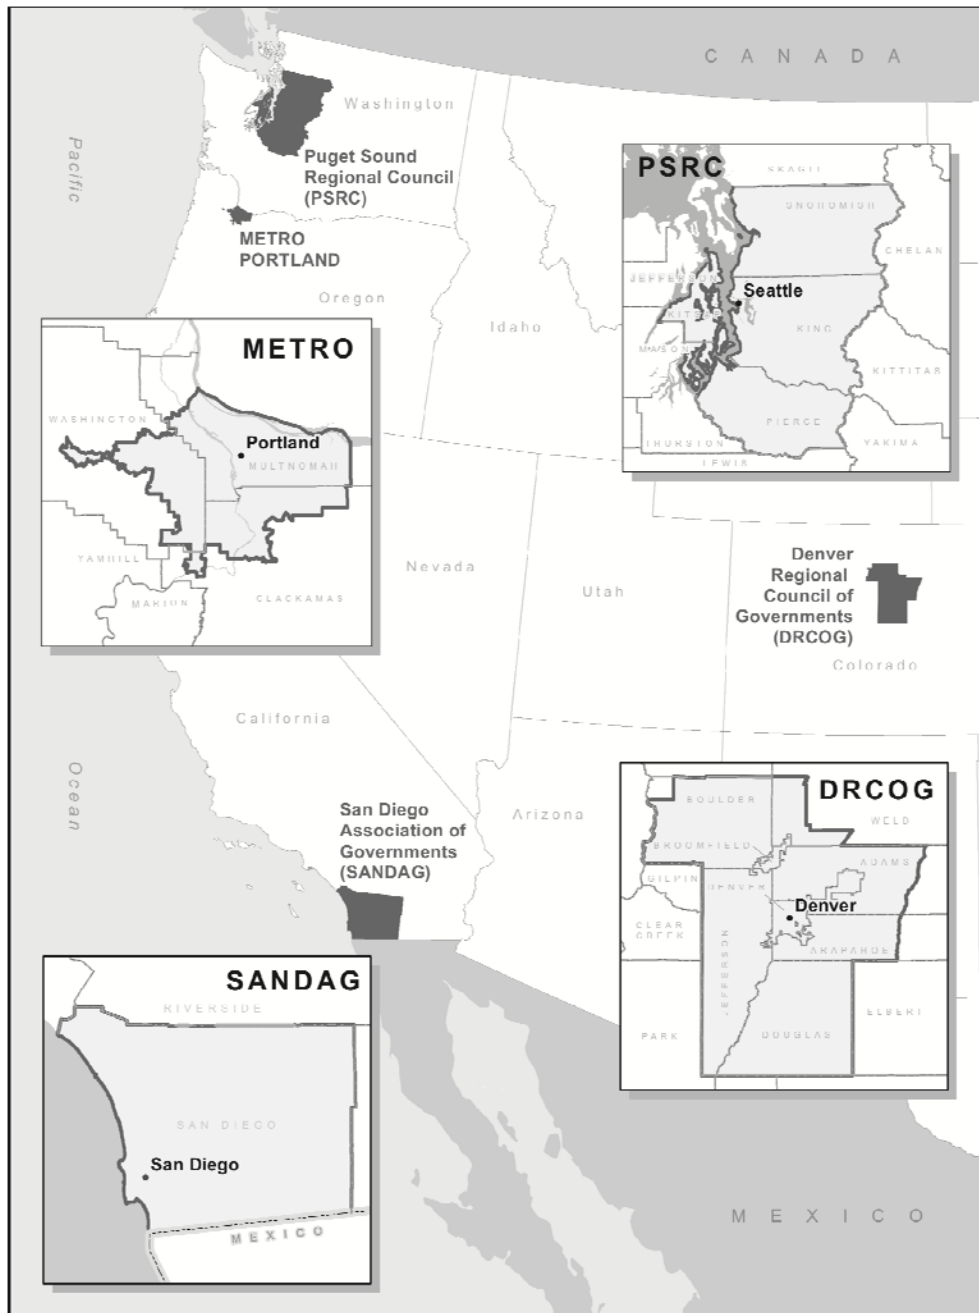 CANADA
Pacific
Washington
Puget Sound
Regional Council
(PSRC)
METRO
PORTLAND
Oregon
Idaho
PSRC
SKAGIT
SNOHOMISH
CHELAN
JEFFERSON
Seattle
KITSAP
KING
MASON
KITTITAS
PIERCE
THURSTON
YAKIMA
LEWIS
METRO
WASHINGTON
Portland
MULTNOMAH
YAMHILL
MARION
CLACKAMAS
Nevada
Utah
Denver
Regional
Council of
Governments
(DRCOG)
Colorado
California
Ocean
Arizona
San Diego
Association of
Governments
(SANDAG)
DRCOG
BOULDER
WELD
BROOMFIELD
ADAMS
GILPIN
DENVER
Denver
CLEAR
CREEK
ARAPAHOE
JEFFERSON
ELBERT
PARK
DOUGLAS
SANDAG
RIVERSIDE
SAN DIEGO
San Diego
MEXICO
MEXICO